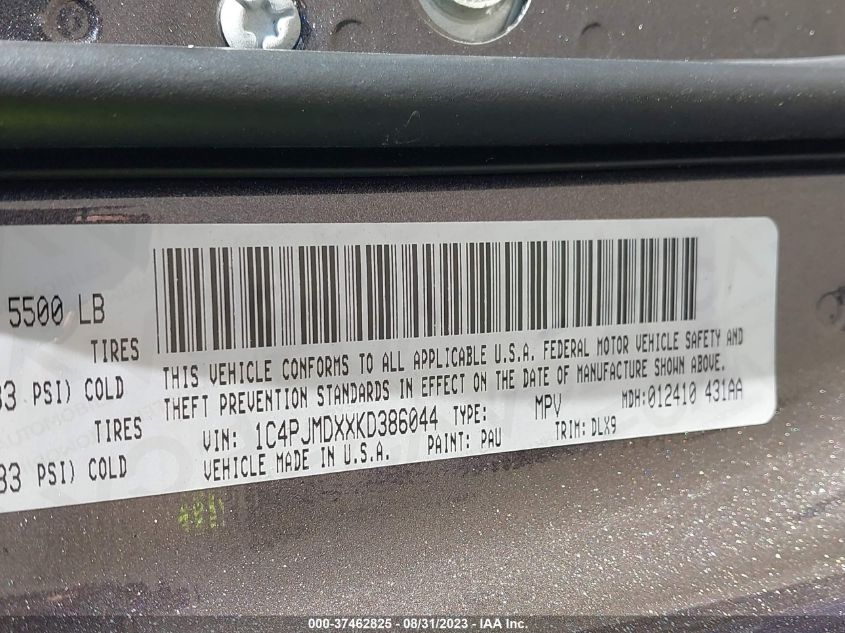 5500 LB
TIRES
33 PSI) COLD
TIRES
33 PSI) COLD
THIS VEHICLE CONFORMS TO ALL APPLICABLE U.S.A. FEDERAL MOTOR VEHICLE SAFETY AND
THEFT PREVENTION STANDARDS IN EFFECT ON THE DATE OF MANUFACTURE SHOWN ABOVE.
VIN: 1C4PJMDXXKD386044 TYPE: MPV MDH:012410 431AA
VEHICLE MADE IN U.S.A. PAINT: PAU TRIM: DLX9
000-37462825 - 08/31/2023 - IAA Inc.